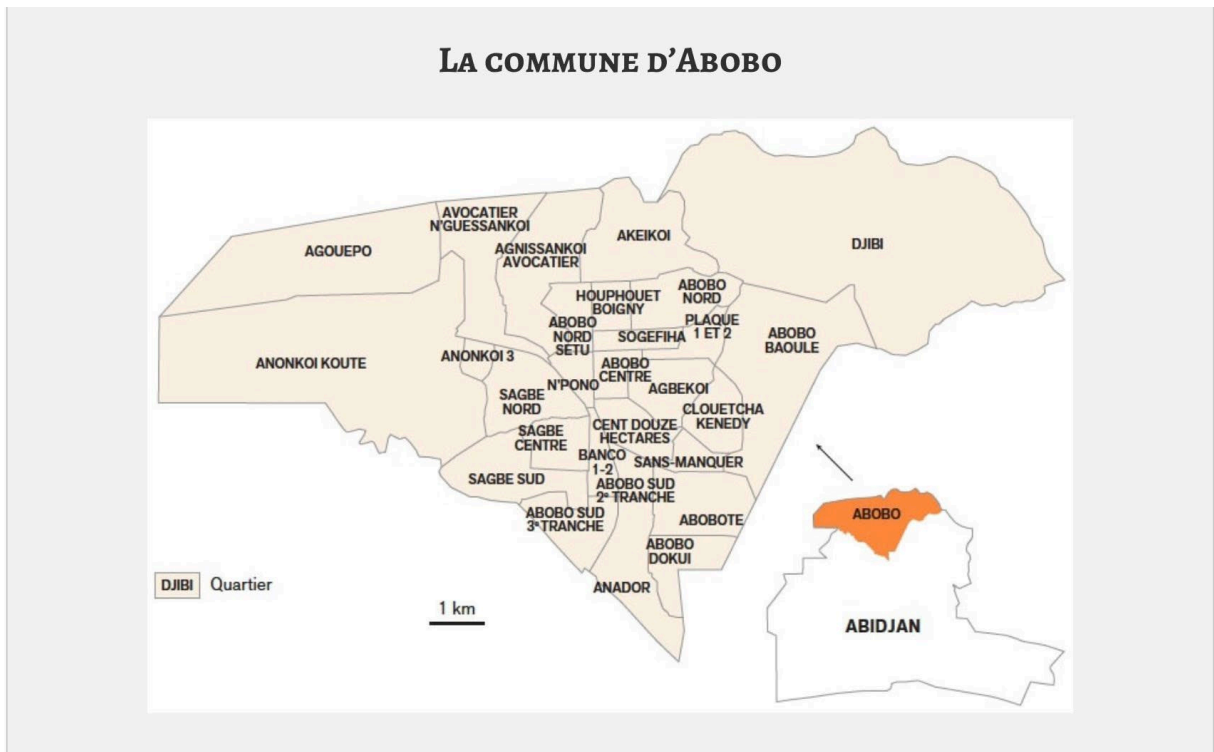 La commune d'Abobo
AVOCATIER
N'GUESSANKOI
AGOUEPO
AGNISSANKOI
AVOCATIER
AKEIKOI
DJIBI
HOUPHOUET
BOIGNY
ABOBO
NORD
ABOBO
NORD
SETU
SOGEFIHA
PLAQUE
1 ET 2
ABOBO
BAOULE
ANONKOI KOUTE
ANONKOI 3
N'PONO
ABOBO
CENTRE
AGBEKOI
SAGBE
NORD
CLOUETCHA
KENEDY
SAGBE
CENTRE
CENT DOUZE
HECTARES
BANCO
1-2
SANS-MANQUER
SAGBE SUD
ABOBO SUD
2e TRANCHE
ABOBO SUD
3e TRANCHE
ABOBOTE
ABOBO
DOKUI
ANADOR
DJIBI Quartier
1 km
ABOBO
ABIDJAN